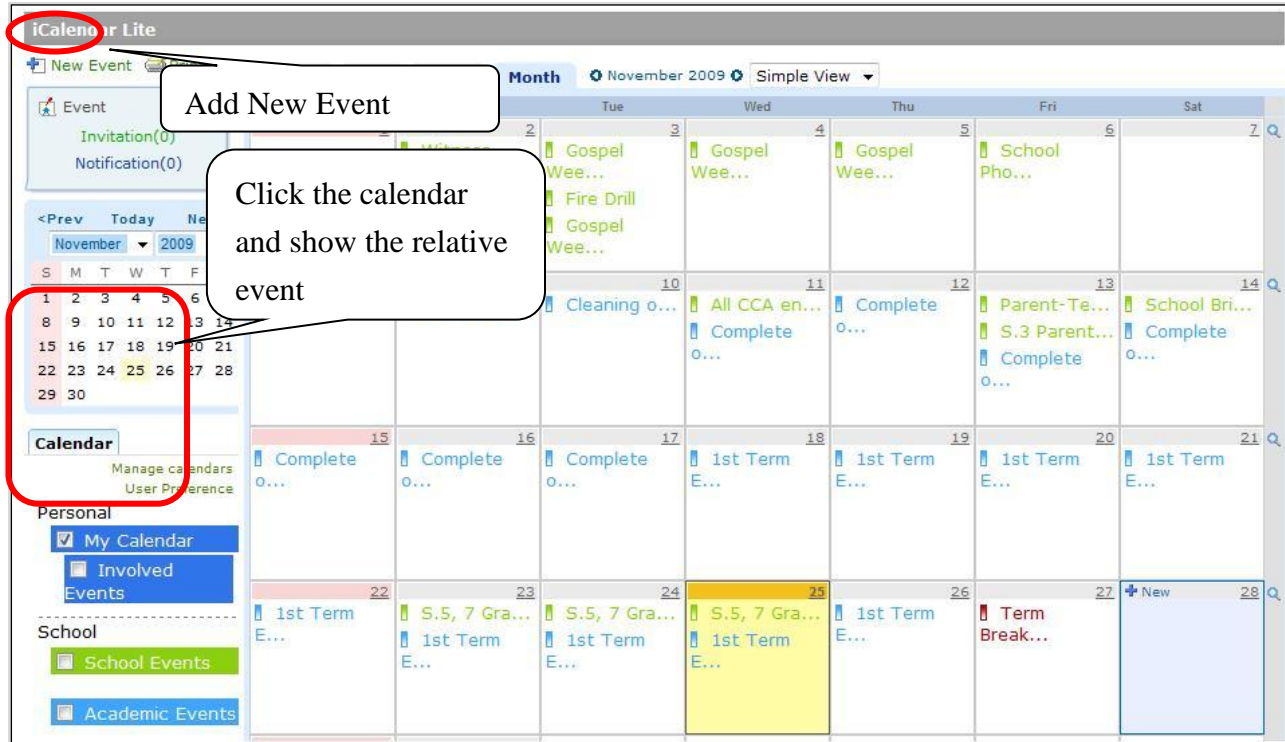 iCalendar Lite
New Event
Add New Event
Month November 2009 Simple View
Event
Invitation(0)
Notification(0)
Click the calendar
and show the relative
event
<Prev Today Ne
November 2009
S M T W T F
1 2 3 4 5 6
8 9 10 11 12 13 14
15 16 17 18 19 20 21
22 23 24 25 26 27 28
29 30
Calendar
Manage calendars
User Preference
Personal
My Calendar
Involved
Events
School
School Events
Academic Events
Tue Wed Thu Fri Sat
2 3 4 5 6 7
Gospel Gospel Gospel School
Wee... Wee... Wee... Pho...
Fire Drill
Gospel
Wee...
10 11 12 13 14
Cleaning o... All CCA en... Complete Parent-Te... School Bri...
Complete o... S.3 Parent... Complete
o... Complete o...
o...
15 16 17 18 19 20 21
Complete Complete Complete 1st Term 1st Term 1st Term 1st Term
o... o... o... E... E... E... E...
22 23 24 25 26 27 New 28
1st Term S.5, 7 Gra... S.5, 7 Gra... S.5, 7 Gra... 1st Term Term
E... 1st Term 1st Term 1st Term E... Break...
E... E... E...